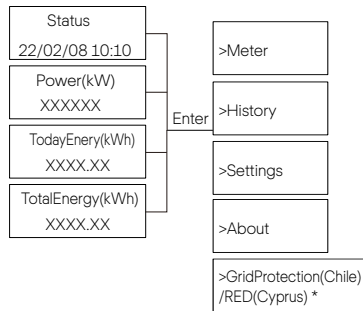 Status
22/02/08 10:10
Power(kW)
XXXXXX
TodayEnery(kWh)
XXXX.XX
TotalEnergy(kWh)
XXXX.XX
Enter
>Meter
>History
>Settings
>About
>GridProtection(Chile)
/RED(Cyprus) *